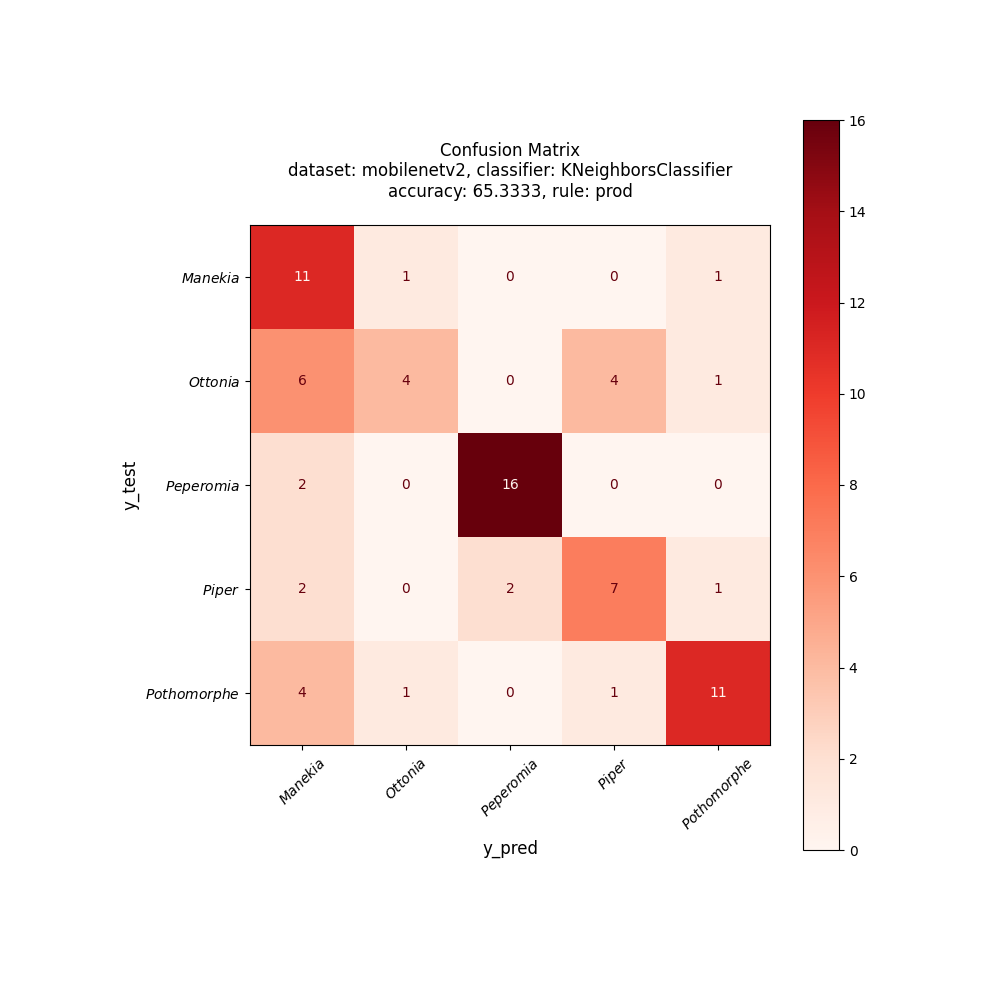 Confusion Matrix
dataset: mobilenetv2, classifier: KNeighborsClassifier
accuracy: 65.3333, rule: prod
Manekia 11 1 0 0 1
Ottonia 6 4 0 4 1
Peperomia 2 0 16 0 0
Piper 2 0 2 7 1
Pothomorphe 4 1 0 1 11
y_test
Manekia Ottonia Peperomia Piper Pothomorphe
y_pred
16
14
12
10
8
6
4
2
0